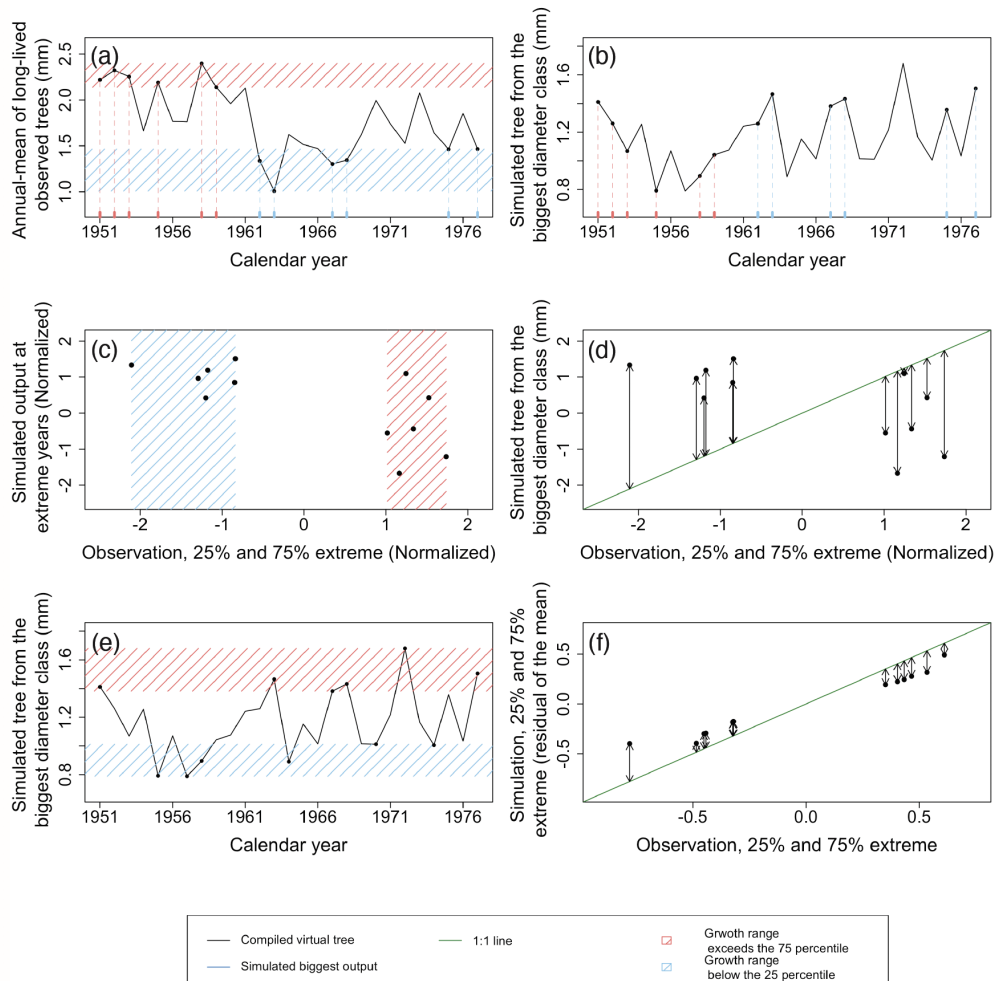 (a)
Annual-mean of long-lived
observed trees (mm)
2.5
2.0
1.5
1.0
1951 1956 1961 1966 1971 1976
Calendar year
(b)
Simulated tree from the
biggest diameter class (mm)
1.6
1.2
0.8
1951 1956 1961 1966 1971 1976
Calendar year
(c)
Simulated output at
extreme years (Normalized)
2
1
0
-1
-2
-2 -1 0 1 2
Observation, 25% and 75% extreme (Normalized)
(d)
Simulated tree from the
biggest diameter class (mm)
2
1
0
-1
-2
-2 -1 0 1 2
Observation, 25% and 75% extreme (Normalized)
(e)
Simulated tree from the
biggest diameter class (mm)
1.6
1.2
0.8
1951 1956 1961 1966 1971 1976
Calendar year
(f)
Simulation, 25% and 75%
extreme (residual of the mean)
0.5
0.0
-0.5
-0.5 0.0 0.5
Observation, 25% and 75% extreme
Compiled virtual tree
Simulated biggest output
1:1 line
Grwoth range
exceeds the 75 percentile
Growth range
below the 25 percentile